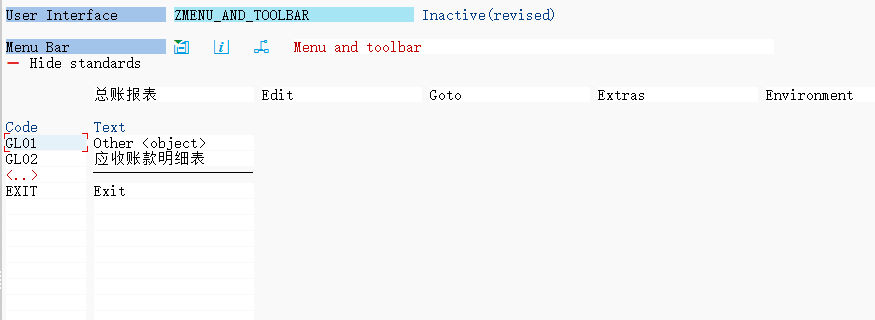 User Interface ZMENU_AND_TOOLBAR Inactive(revised)
Menu Bar Menu and toolbar
Hide standards
总账报表 Edit Goto Extras Environment
Code Text
GL01 Other <object>
GL02 应收账款明细表
<..>
EXIT Exit